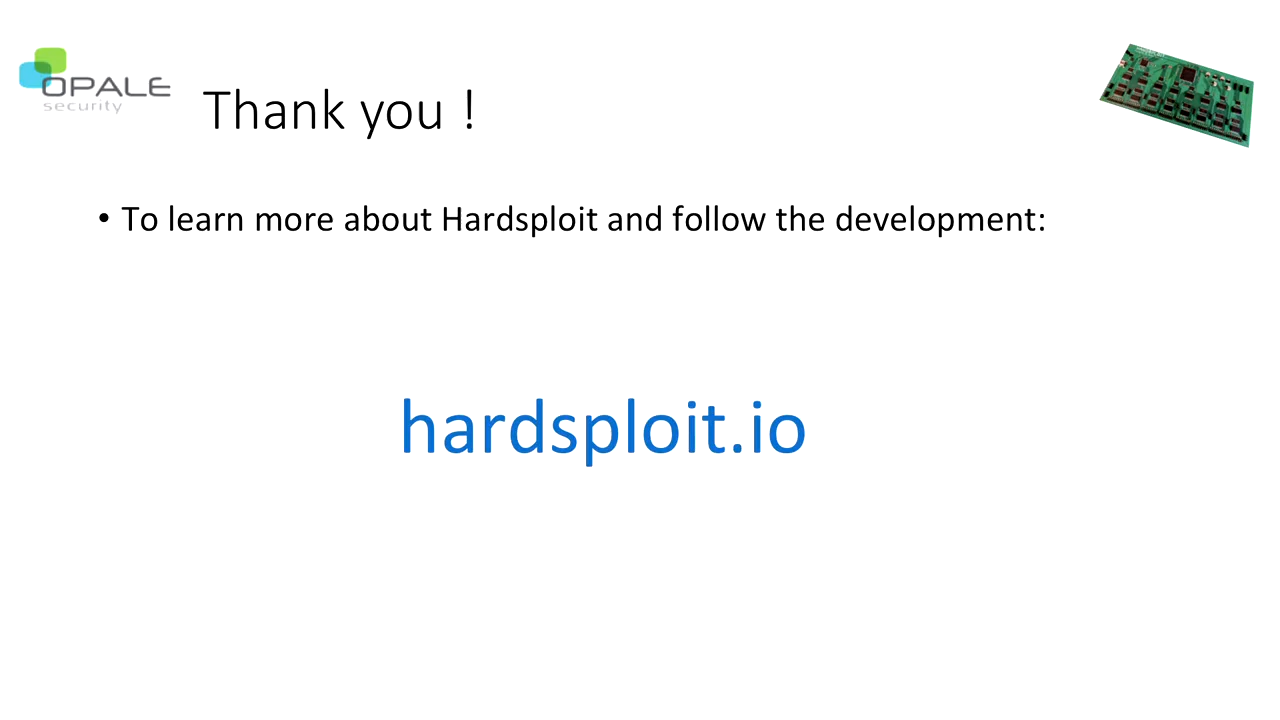 OPALE
security
Thank you !
• To learn more about Hardsploit and follow the development:
hardsploit.io